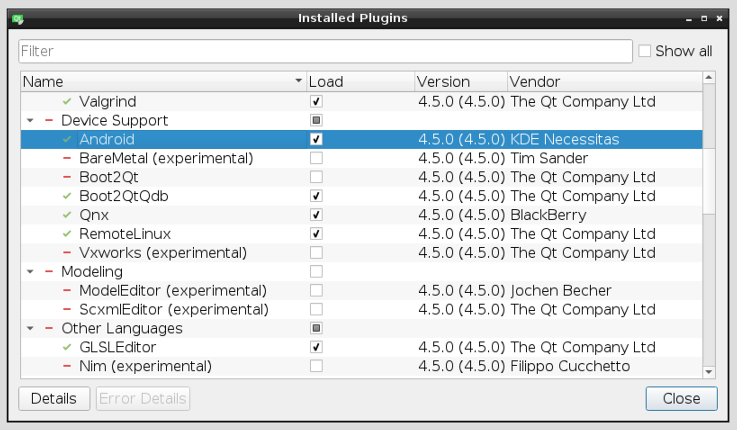 Installed Plugins
Filter
Show all
Name Load Version Vendor
Valgrind 4.5.0 (4.5.0) The Qt Company Ltd
Device Support
Android 4.5.0 (4.5.0) KDE Necessitas
BareMetal (experimental) 4.5.0 (4.5.0) Tim Sander
Boot2Qt 4.5.0 (4.5.0) The Qt Company Ltd
Boot2QtQdb 4.5.0 (4.5.0) The Qt Company Ltd
Qnx 4.5.0 (4.5.0) BlackBerry
RemoteLinux 4.5.0 (4.5.0) The Qt Company Ltd
Vxworks (experimental) 4.5.0 (4.5.0) The Qt Company Ltd
Modeling
ModelEditor (experimental) 4.5.0 (4.5.0) Jochen Becher
ScxmlEditor (experimental) 4.5.0 (4.5.0) The Qt Company Ltd
Other Languages
GLSLEditor 4.5.0 (4.5.0) The Qt Company Ltd
Nim (experimental) 4.5.0 (4.5.0) Filippo Cucchetto
Details Error Details Close